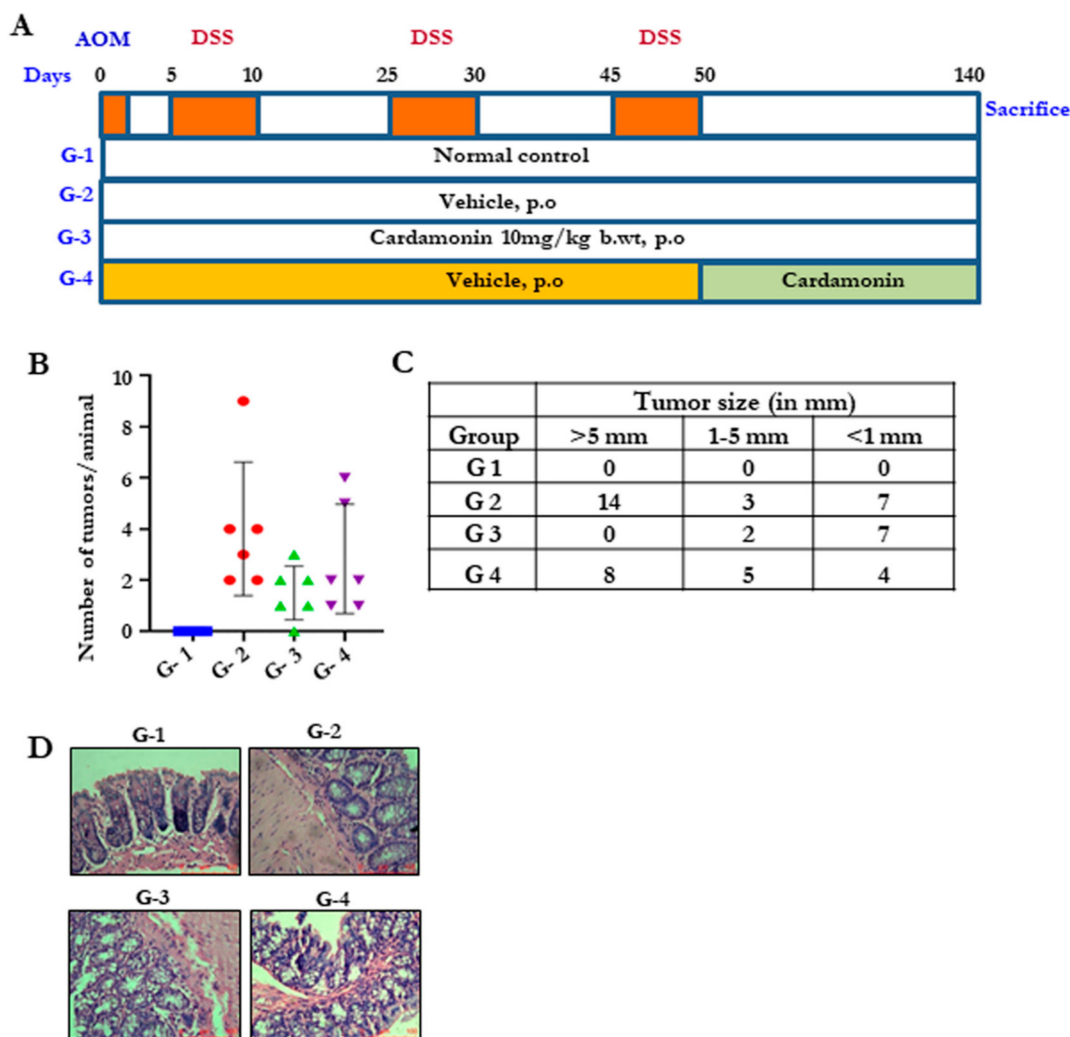 A
AOM DSS DSS DSS
Days 0 5 10 25 30 45 50 140
Sacrifice
G-1 Normal control
G-2 Vehicle, p.o
G-3 Cardamonin 10mg/kg b.wt, p.o
G-4 Vehicle, p.o Cardamonin
B
Number of tumors/animal
10
8
6
4
2
0
G- 1 G- 2 G- 3 G- 4
C
Tumor size (in mm)
Group >5 mm 1-5 mm <1 mm
G 1 0 0 0
G 2 14 3 7
G 3 0 2 7
G 4 8 5 4
D
G-1 G-2
G-3 G-4